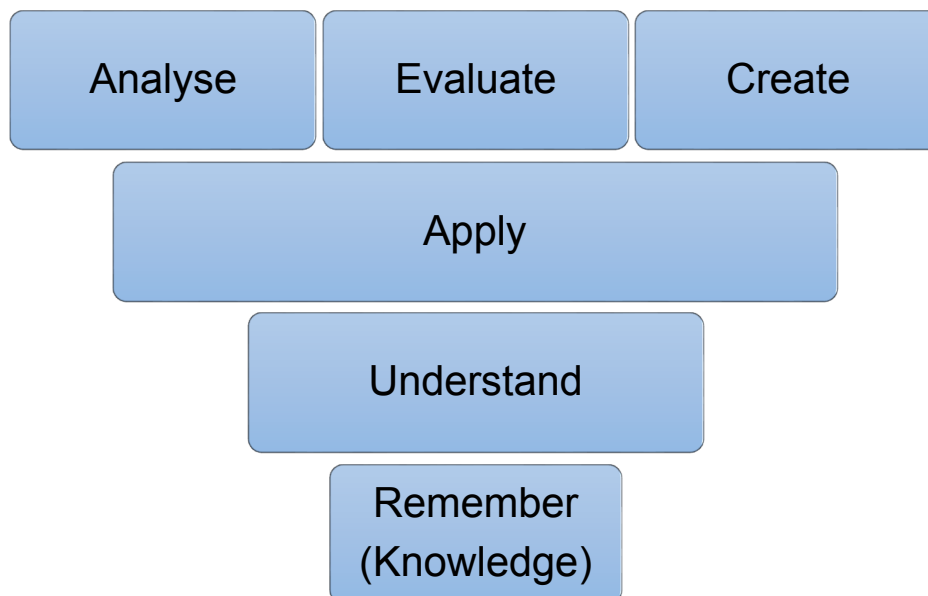 Analyse
Evaluate
Create
Apply
Understand
Remember
(Knowledge)